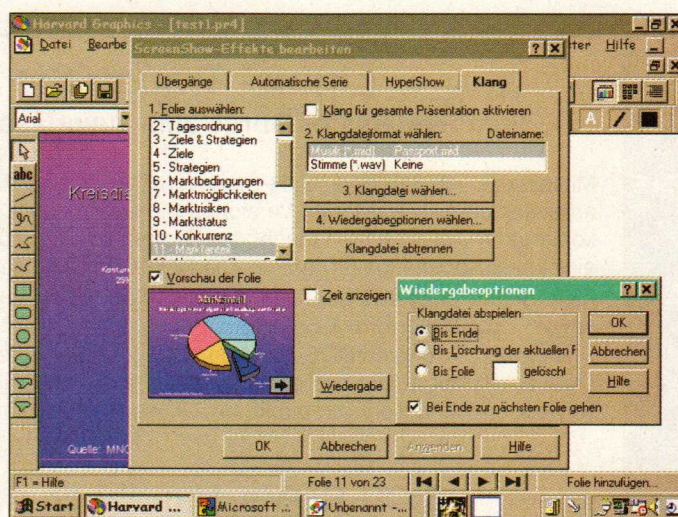 Harvard Graphics - [test1.pr4]
Datei Bearbe ter Hilfe
ScreenShow-Effekte bearbeiten
Übergänge Automatische Serie HyperShow Klang
Arial
abc
A
1. Folie auswählen:
2 - Tagesordnung
3 - Ziele & Strategien
4 - Ziele
5 - Strategien
6 - Marktbedingungen
7 - Marktmöglichkeiten
8 - Marktrisiken
9 - Marktstatus
10 - Konkurrenz
11 - Marktanteil
Klang für gesamte Präsentation aktivieren
2. Klangdateiformat wählen: Dateiname:
Musik (*.mid) Passport.mid
Stimme (*.wav) Keine
3. Klangdatei wählen...
4. Wiedergabeoptionen wählen...
Klangdatei abtrennen
Kreisdia
25%
Vorschau der Folie
Marktanteil
Zeit anzeigen
Wiedergabe
Wiedergabeoptionen
Klangdatei abspielen
Bis Ende
Bis Löschung der aktuellen F
Bis Folie gelöscht
Bei Ende zur nächsten Folie gehen
OK
Abbrechen
Hilfe
OK Abbrechen Anwenden Hilfe
Quelle: MNC
F1 = Hilfe Folie 11 von 23 Folie hinzufügen...
Start Harvard ... Microsoft ... Unbenannt -...